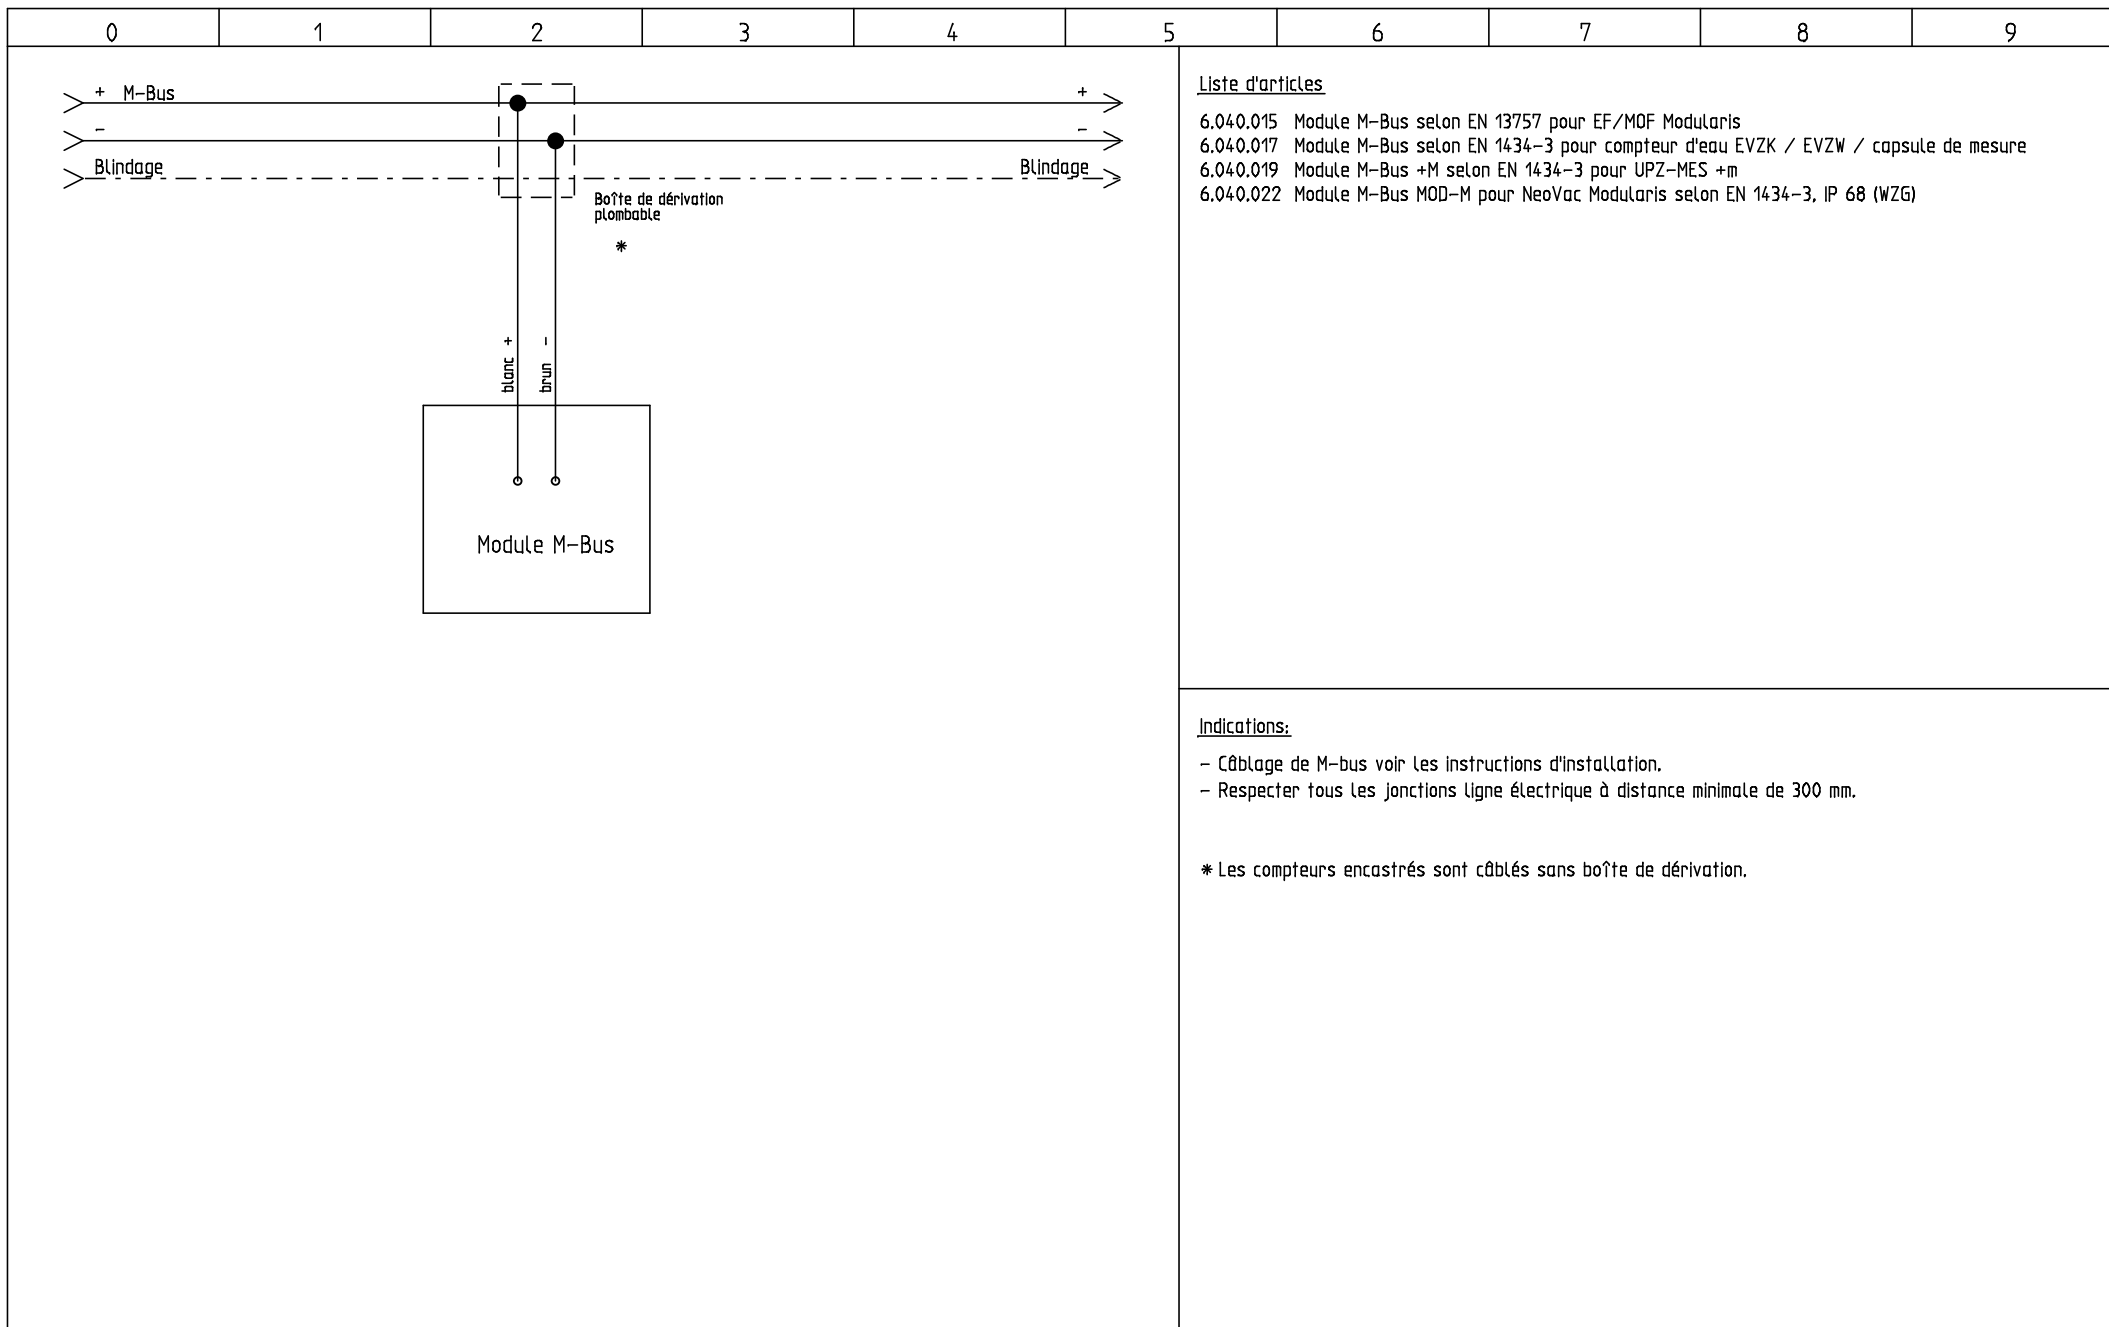 0 1 2 3 4 5 6 7 8 9
+ M-Bus +
- -
Blindage Blindage
Boîte de dérivation
plombable
*
blanc +
brun -
Module M-Bus
Liste d'articles
6.040.015 Module M-Bus selon EN 13757 pour EF/MOF Modularis
6.040.017 Module M-Bus selon EN 1434-3 pour compteur d'eau EVZK / EVZW / capsule de mesure
6.040.019 Module M-Bus +M selon EN 1434-3 pour UPZ-MES +m
6.040.022 Module M-Bus MOD-M pour NeoVac Modularis selon EN 1434-3, IP 68 (WZG)
Indications:
- Câblage de M-bus voir les instructions d'installation.
- Respecter tous les jonctions ligne électrique à distance minimale de 300 mm.
* Les compteurs encastrés sont câblés sans boîte de dérivation.